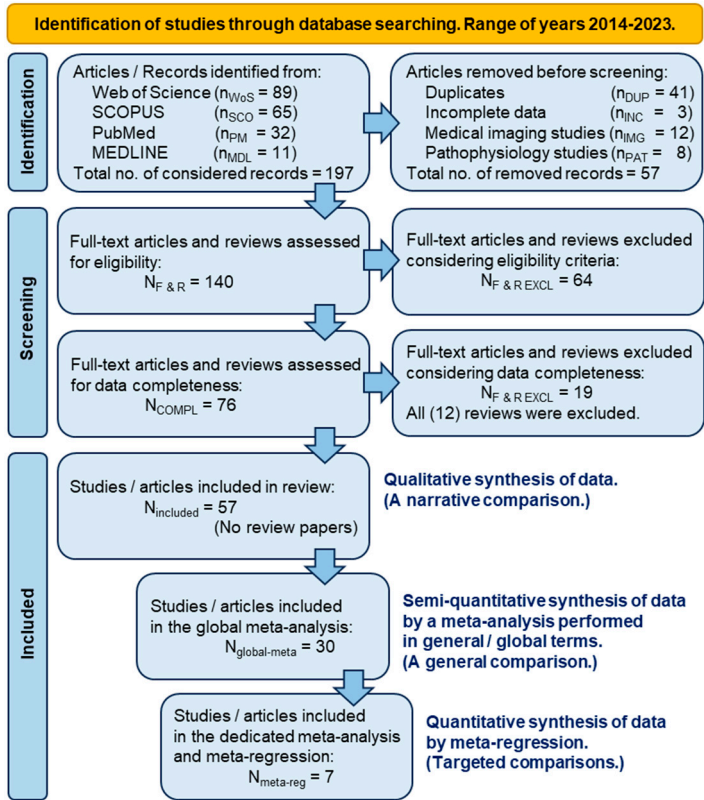 Identification of studies through database searching. Range of years 2014-2023.
Identification
Articles / Records identified from:
Web of Science (nWoS = 89)
SCOPUS (nSCO = 65)
PubMed (nPM = 32)
MEDLINE (nMDL = 11)
Total no. of considered records = 197
Articles removed before screening:
Duplicates (nDUP = 41)
Incomplete data (nINC = 3)
Medical imaging studies (nIMG = 12)
Pathophysiology studies (nPAT = 8)
Total no. of removed records = 57
Screening
Full-text articles and reviews assessed
for eligibility:
NF & R = 140
Full-text articles and reviews excluded
considering eligibility criteria:
NF & R EXCL = 64
Full-text articles and reviews assessed
for data completeness:
NCOMPL = 76
Full-text articles and reviews excluded
considering data completeness:
NF & R EXCL = 19
All (12) reviews were excluded.
Included
Studies / articles included in review:
Nincluded = 57
(No review papers)
Qualitative synthesis of data.
(A narrative comparison.)
Studies / articles included
in the global meta-analysis:
Nglobal-meta = 30
Semi-quantitative synthesis of data
by a meta-analysis performed
in general / global terms.
(A general comparison.)
Studies / articles included
in the dedicated meta-analysis
and meta-regression:
Nmeta-reg = 7
Quantitative synthesis of data
by meta-regression.
(Targeted comparisons.)